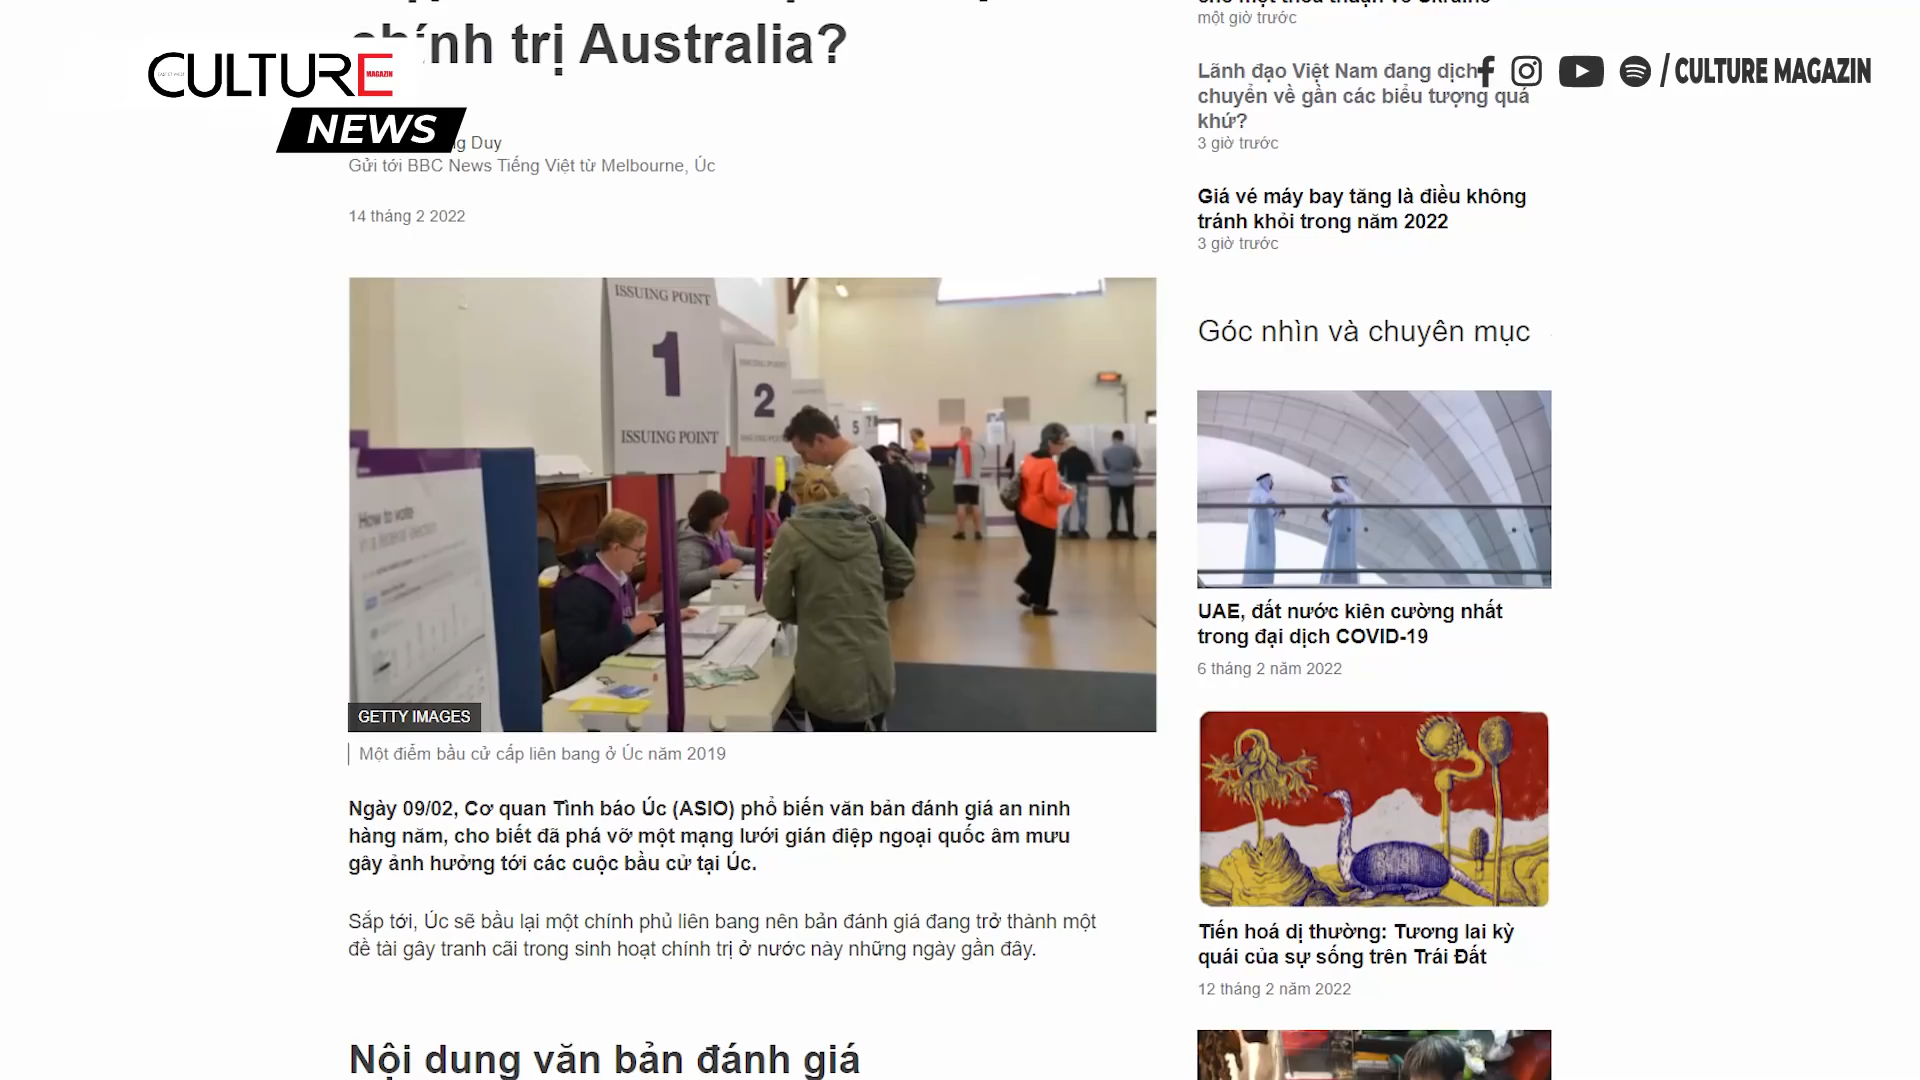 chính trị Australia?
CULTURE
MAGAZIN
NEWS
Duy
Gửi tới BBC News Tiếng Việt từ Melbourne, Úc
14 tháng 2 2022
ISSUING POINT
1
ISSUING POINT
2
5
How to vote
in a federal election
GETTY IMAGES
Một điểm bầu cử cấp liên bang ở Úc năm 2019
Ngày 09/02, Cơ quan Tình báo Úc (ASIO) phổ biến văn bản đánh giá an ninh
hàng năm, cho biết đã phá vỡ một mạng lưới gián điệp ngoại quốc âm mưu
gây ảnh hưởng tới các cuộc bầu cử tại Úc.
Sắp tới, Úc sẽ bầu lại một chính phủ liên bang nên bản đánh giá đang trở thành một
đề tài gây tranh cãi trong sinh hoạt chính trị ở nước này những ngày gần đây.
Nội dung văn bản đánh giá
một giờ trước
Lãnh đạo Việt Nam đang dịch
chuyển về gần các biểu tượng quá
khứ?
3 giờ trước
/ CULTURE MAGAZIN
Giá vé máy bay tăng là điều không
tránh khỏi trong năm 2022
3 giờ trước
Góc nhìn và chuyên mục
UAE, đất nước kiên cường nhất
trong đại dịch COVID-19
6 tháng 2 năm 2022
Tiến hoá dị thường: Tương lai kỳ
quái của sự sống trên Trái Đất
12 tháng 2 năm 2022